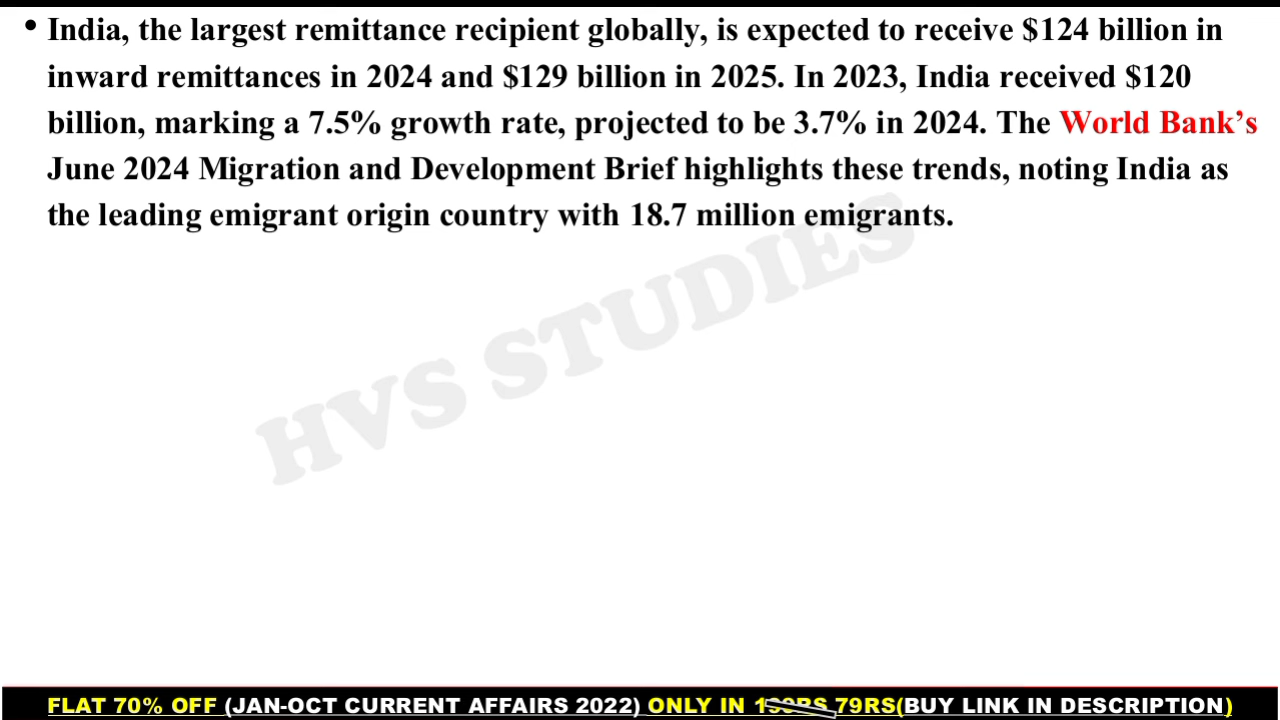 • India, the largest remittance recipient globally, is expected to receive $124 billion in
inward remittances in 2024 and $129 billion in 2025. In 2023, India received $120
billion, marking a 7.5% growth rate, projected to be 3.7% in 2024. The World Bank’s
June 2024 Migration and Development Brief highlights these trends, noting India as
the leading emigrant origin country with 18.7 million emigrants.
HVS STUDIES
FLAT 70% OFF (JAN-OCT CURRENT AFFAIRS 2022) ONLY IN 79RS(BUY LINK IN DESCRIPTION)